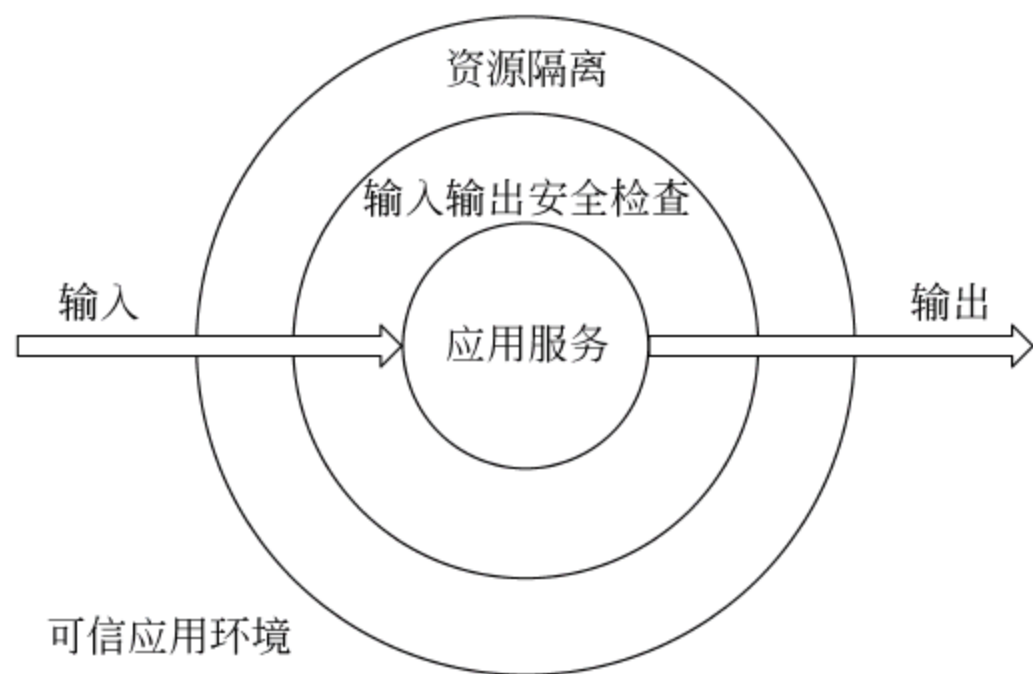 资源隔离
输入输出安全检查
输入
输出
应用服务
可信应用环境